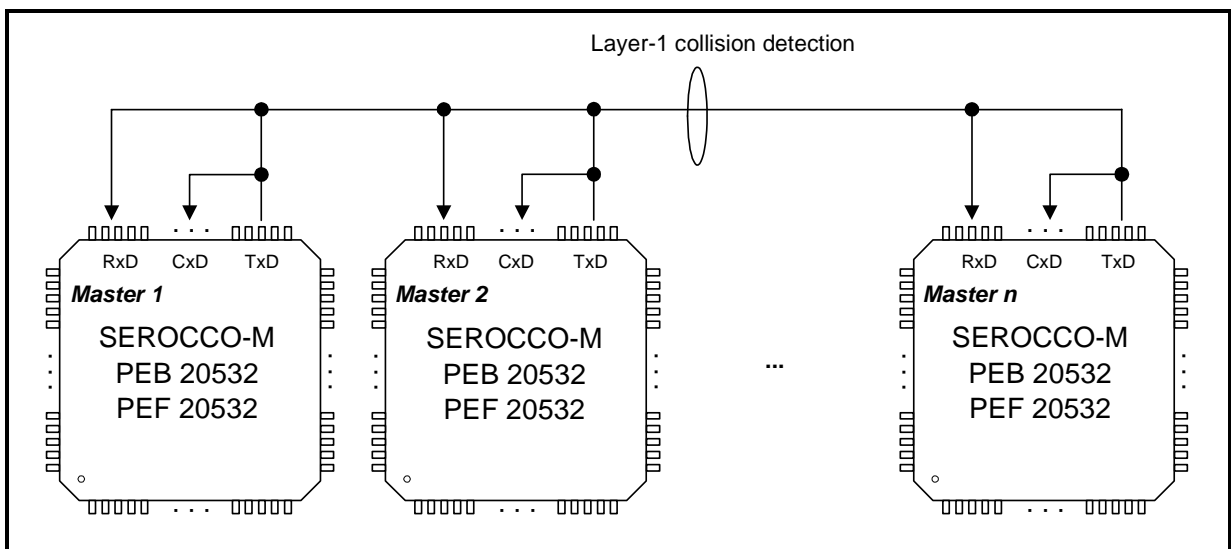 Layer-1 collision detection
. . .
RxD CxD TxD
Master 1
SEROCCO-M
PEB 20532
PEF 20532
. . .
. . .
RxD CxD TxD
Master 2
SEROCCO-M
PEB 20532
PEF 20532
. . .
...
. . .
RxD CxD TxD
Master n
SEROCCO-M
PEB 20532
PEF 20532
. . .